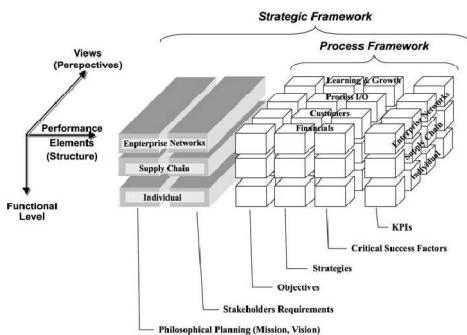 Strategic Framework
Process Framework
Views
(Perspectives)
Performance
Elements
(Structure)
Functional
Level
Learning & Growth
Process I/O
Customers
Financials
Enpterprise Networks
Supply Chain
Individual
Enterprise Networks
Supply Chain
Individual
KPIs
Critical Success Factors
Strategies
Objectives
Stakeholders Requirements
Philosophical Planning (Mission, Vision)